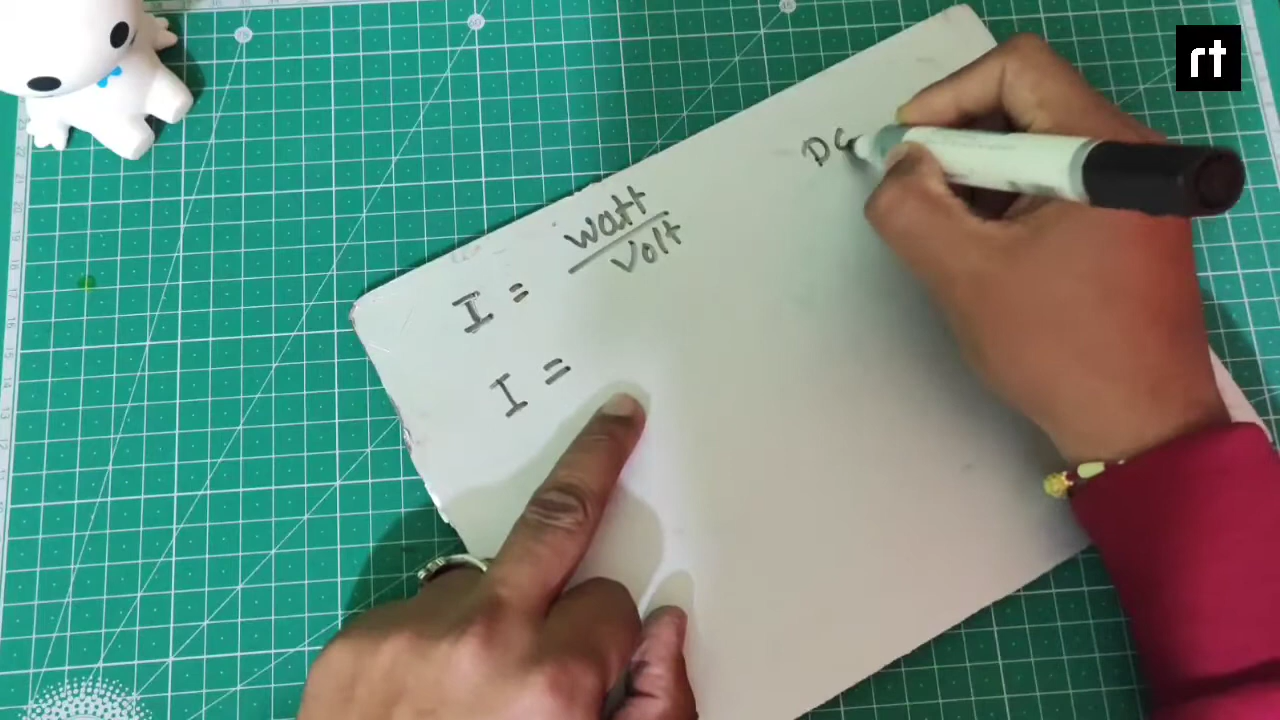 rt
I = watt / volt
I =
DC